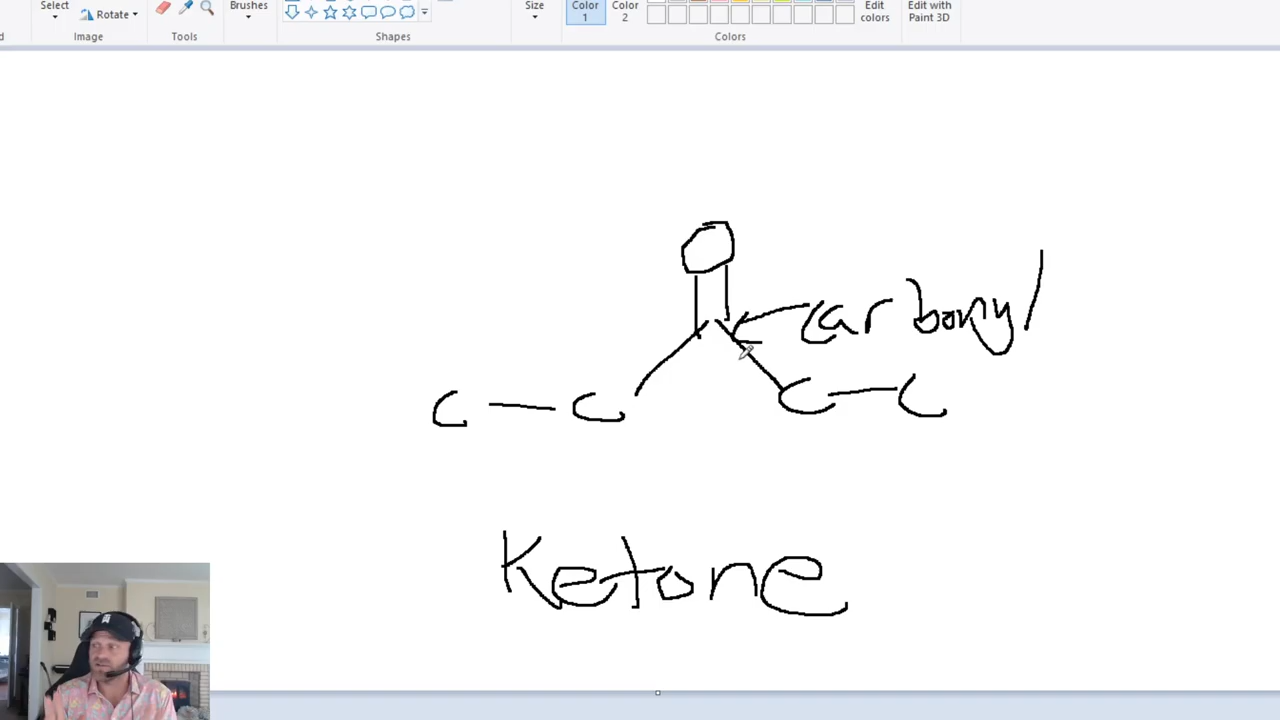 Select
Rotate
Image
Tools
Brushes
Shapes
Size
Color 1
Color 2
Colors
Edit colors
Edit with Paint 3D
O
carbonyl
C — C C — C
Ketone